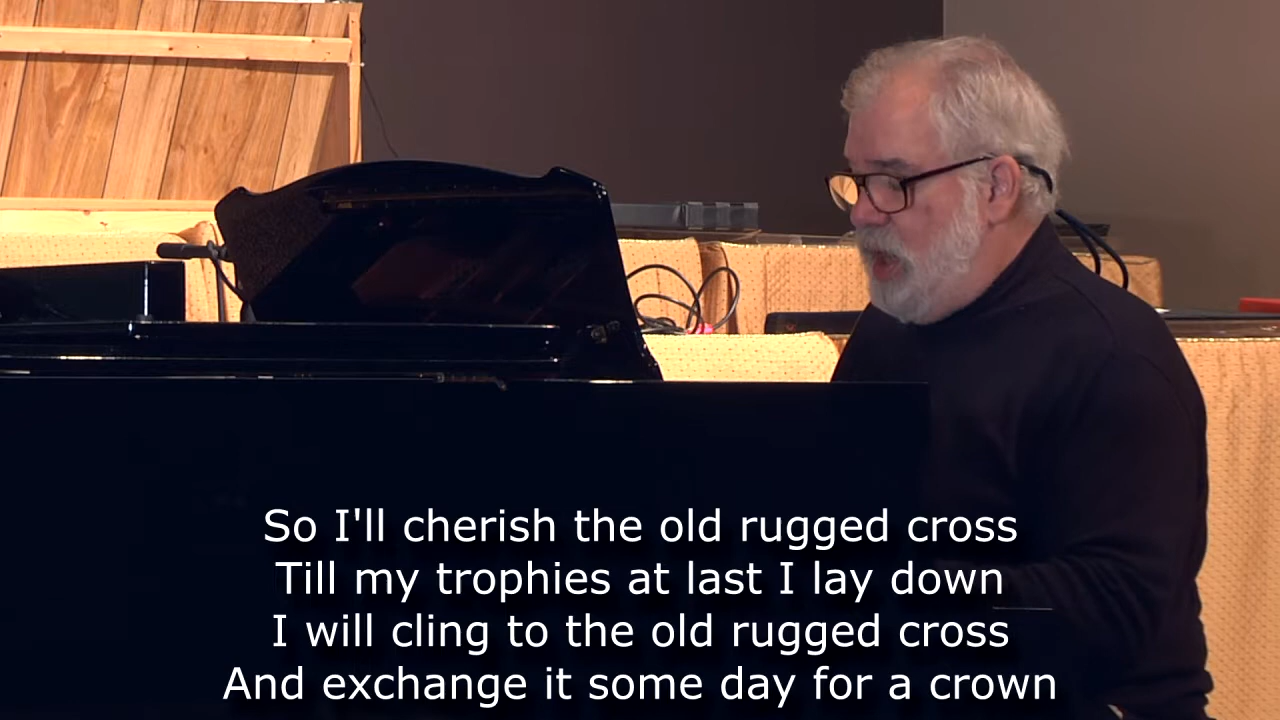 So I'll cherish the old rugged cross
Till my trophies at last I lay down
I will cling to the old rugged cross
And exchange it some day for a crown